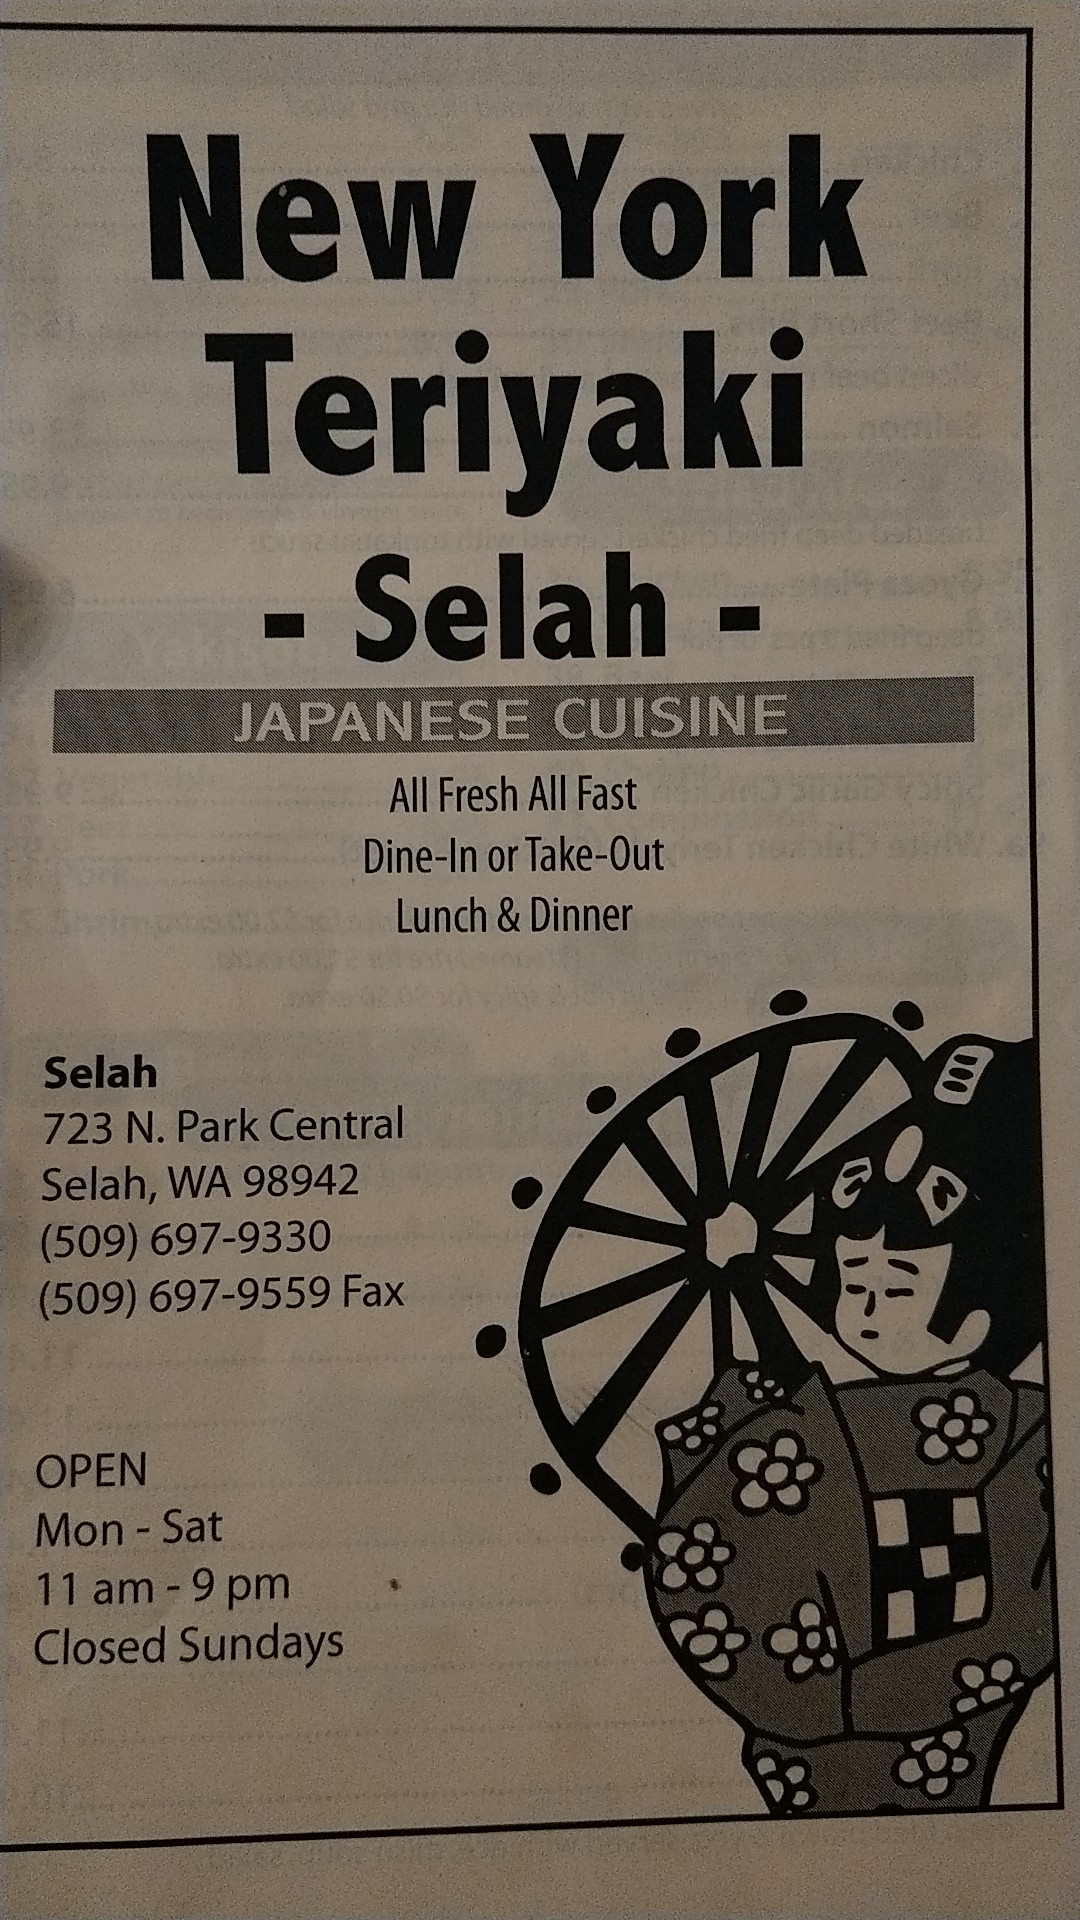 New York
Teriyaki
- Selah -
JAPANESE CUISINE
All Fresh All Fast
Dine-In or Take-Out
Lunch & Dinner
Selah
723 N. Park Central
Selah, WA 98942
(509) 697-9330
(509) 697-9559 Fax
OPEN
Mon - Sat
11 am - 9 pm
Closed Sundays